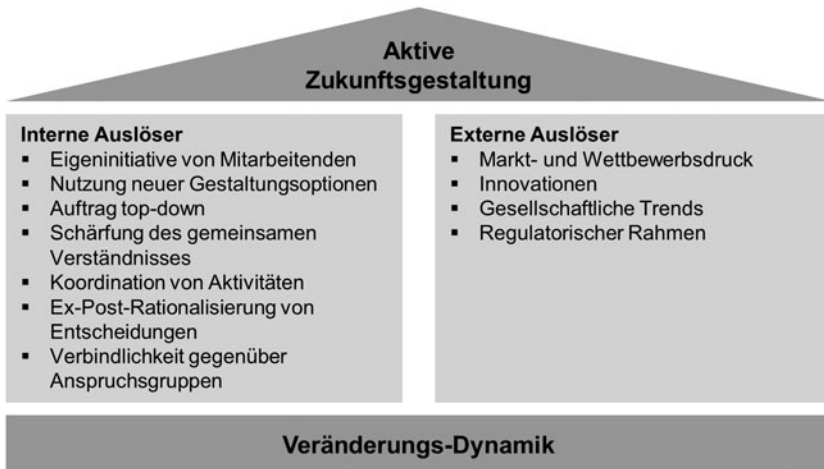 Aktive
Zukunftsgestaltung
Interne Auslöser
▪ Eigeninitiative von Mitarbeitenden
▪ Nutzung neuer Gestaltungsoptionen
▪ Auftrag top-down
▪ Schärfung des gemeinsamen
Verständnisses
▪ Koordination von Aktivitäten
▪ Ex-Post-Rationalisierung von
Entscheidungen
▪ Verbindlichkeit gegenüber
Anspruchsgruppen
Externe Auslöser
▪ Markt- und Wettbewerbsdruck
▪ Innovationen
▪ Gesellschaftliche Trends
▪ Regulatorischer Rahmen
Veränderungs-Dynamik